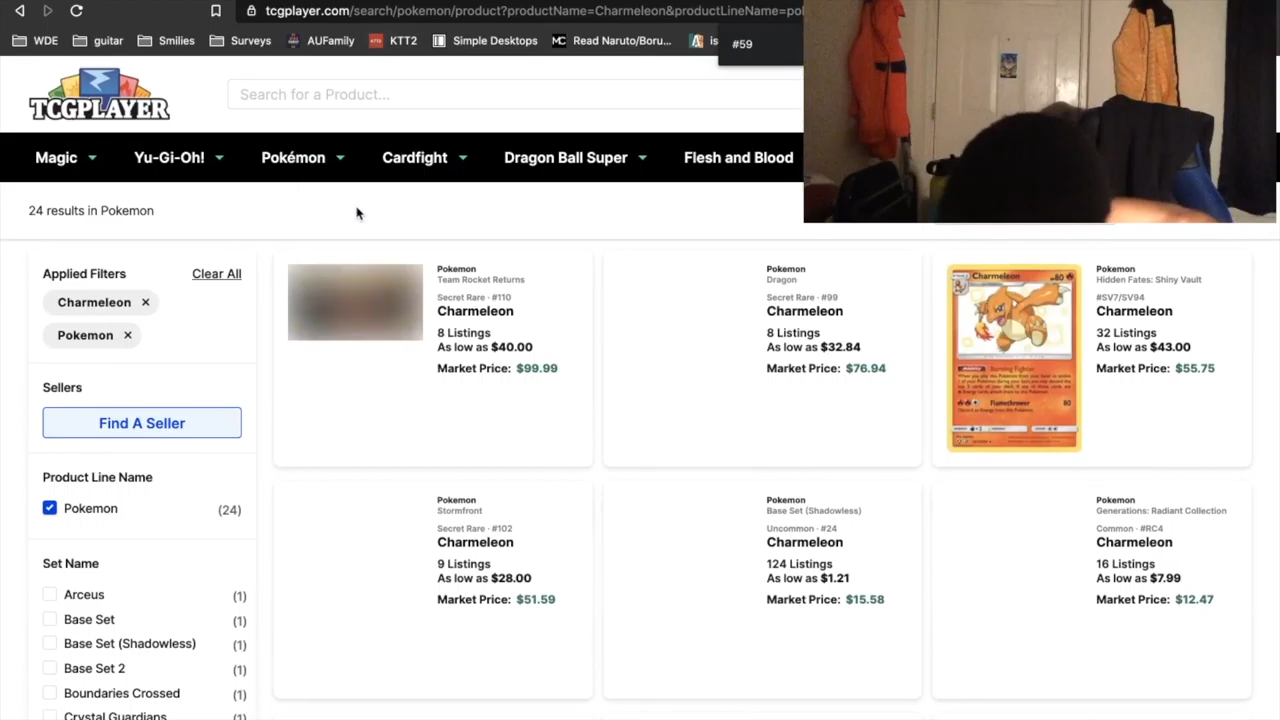 tcgplayer.com/search/pokemon/product?productName=Charmeleon&productLineName=po
WDE guitar Smilies Surveys AUFamily KTT2 Simple Desktops Read Naruto/Boru... is
#59
TCGPLAYER
Search for a Product...
Magic Yu-Gi-Oh! Pokémon Cardfight Dragon Ball Super Flesh and Blood
24 results in Pokemon
Applied Filters Clear All
Charmeleon ×
Pokemon ×
Sellers
Find A Seller
Product Line Name
Pokemon (24)
Set Name
Arceus (1)
Base Set (1)
Base Set (Shadowless) (1)
Base Set 2 (1)
Boundaries Crossed (1)
Crystal Guardians (1)
Pokemon
Team Rocket Returns
Secret Rare · #110
Charmeleon
8 Listings
As low as $40.00
Market Price: $99.99
Pokemon
Dragon
Secret Rare · #99
Charmeleon
8 Listings
As low as $32.84
Market Price: $76.94
Charmeleon 80
Burning Fighter
Flamethrower 80
Pokemon
Hidden Fates: Shiny Vault
#SV7/SV94
Charmeleon
32 Listings
As low as $43.00
Market Price: $55.75
Pokemon
Stormfront
Secret Rare · #102
Charmeleon
9 Listings
As low as $28.00
Market Price: $51.59
Pokemon
Base Set (Shadowless)
Uncommon · #24
Charmeleon
124 Listings
As low as $1.21
Market Price: $15.58
Pokemon
Generations: Radiant Collection
Common · #RC4
Charmeleon
16 Listings
As low as $7.99
Market Price: $12.47